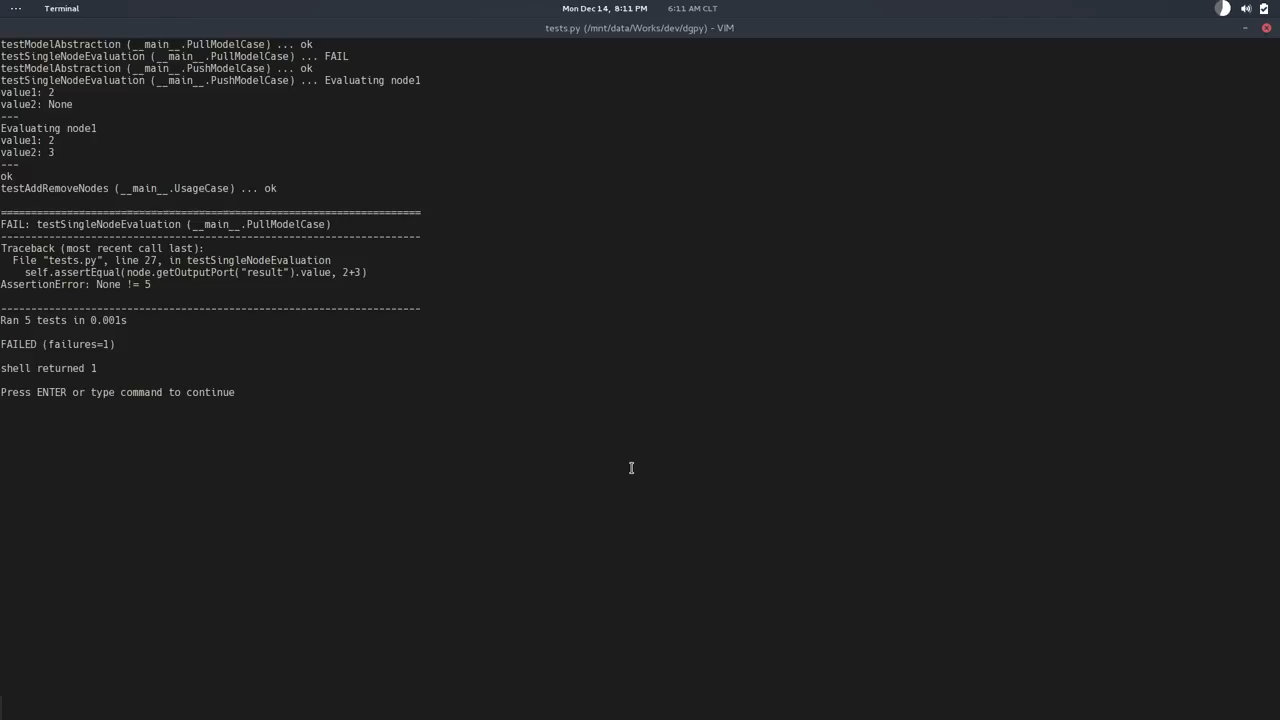 Terminal
Mon Dec 14, 8:11 PM
6:11 AM CLT
tests.py (/mnt/data/Works/dev/dgpy) - VIM
testModelAbstraction (__main__.PullModelCase) ... ok
testSingleNodeEvaluation (__main__.PullModelCase) ... FAIL
testModelAbstraction (__main__.PushModelCase) ... ok
testSingleNodeEvaluation (__main__.PushModelCase) ... Evaluating node1
value1: 2
value2: None
---
Evaluating node1
value1: 2
value2: 3
---
ok
testAddRemoveNodes (__main__.UsageCase) ... ok
======================================================================
FAIL: testSingleNodeEvaluation (__main__.PullModelCase)
----------------------------------------------------------------------
Traceback (most recent call last):
  File "tests.py", line 27, in testSingleNodeEvaluation
    self.assertEqual(node.getOutputPort("result").value, 2+3)
AssertionError: None != 5
----------------------------------------------------------------------
Ran 5 tests in 0.001s
FAILED (failures=1)
shell returned 1
Press ENTER or type command to continue